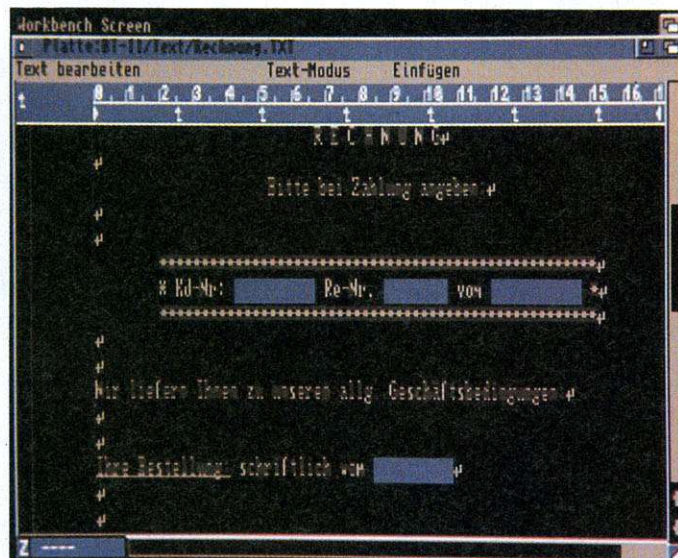 Workbench Screen
Platte:BT-II/Text/Rechnung.TXT
Text bearbeiten Text-Modus Einfügen
0 1 2 3 4 5 6 7 8 9 10 11 12 13 14 15 16
R E C H N U N G
Bitte bei Zahlung angeben
*****************************************************
* Kd-Nr: Re-Nr. vom *
*****************************************************
Wir liefern Ihnen zu unseren allg. Geschäftsbedingungen
Ihre Bestellung: schriftlich vom
Z ----